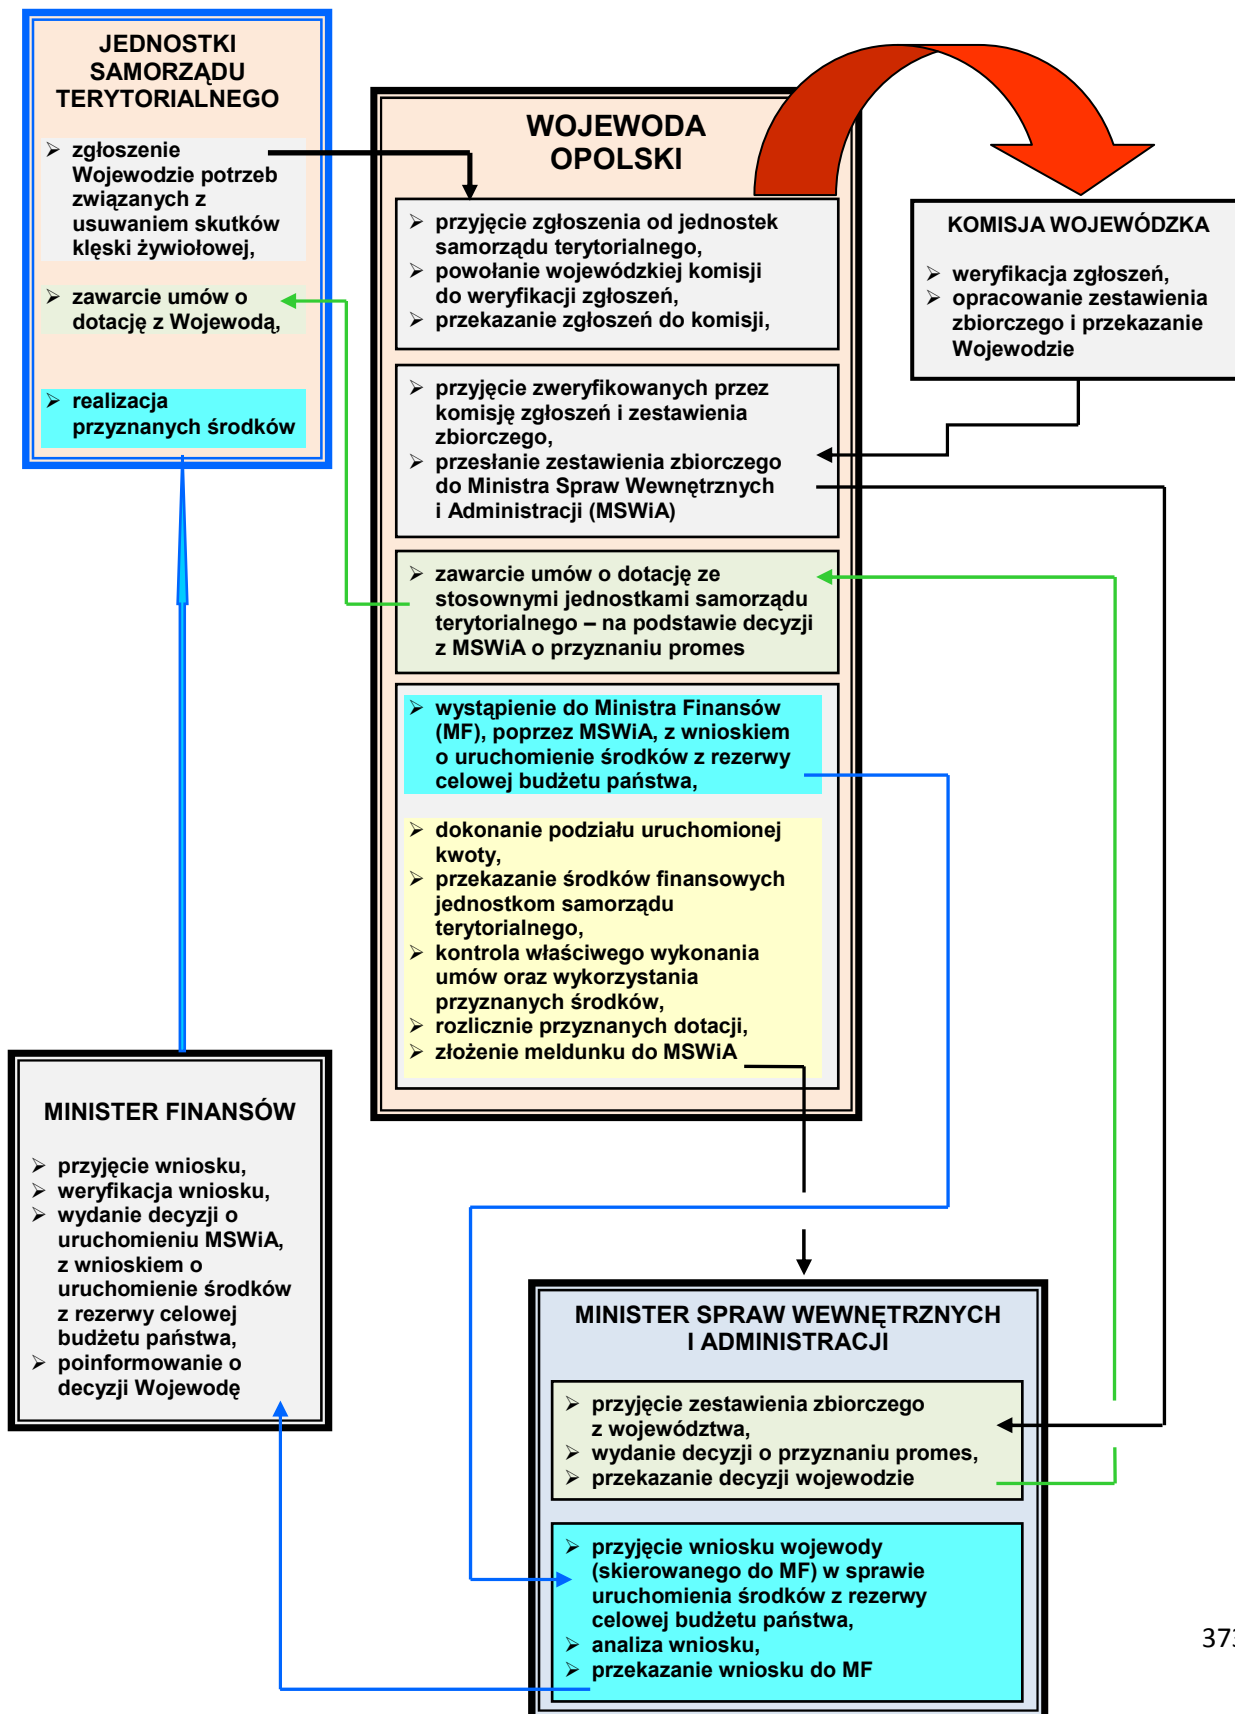 JEDNOSTKI
SAMORZĄDU
TERYTORIALNEGO
➢ zgłoszenie
Wojewodzie potrzeb
związanych z
usuwaniem skutków
klęski żywiołowej,
➢ zawarcie umów o
dotację z Wojewodą,
➢ realizacja
przyznanych środków
WOJEWODA
OPOLSKI
➢ przyjęcie zgłoszenia od jednostek
samorządu terytorialnego,
➢ powołanie wojewódzkiej komisji
do weryfikacji zgłoszeń,
➢ przekazanie zgłoszeń do komisji,
➢ przyjęcie zweryfikowanych przez
komisję zgłoszeń i zestawienia
zbiorczego,
➢ przesłanie zestawienia zbiorczego
do Ministra Spraw Wewnętrznych
i Administracji (MSWiA)
➢ zawarcie umów o dotację ze
stosownymi jednostkami samorządu
terytorialnego – na podstawie decyzji
z MSWiA o przyznaniu promes
➢ wystąpienie do Ministra Finansów
(MF), poprzez MSWiA, z wnioskiem
o uruchomienie środków z rezerwy
celowej budżetu państwa,
➢ dokonanie podziału uruchomionej
kwoty,
➢ przekazanie środków finansowych
jednostkom samorządu
terytorialnego,
➢ kontrola właściwego wykonania
umów oraz wykorzystania
przyznanych środków,
➢ rozlicznie przyznanych dotacji,
➢ złożenie meldunku do MSWiA
KOMISJA WOJEWÓDZKA
➢ weryfikacja zgłoszeń,
➢ opracowanie zestawienia
zbiorczego i przekazanie
Wojewodzie
MINISTER FINANSÓW
➢ przyjęcie wniosku,
➢ weryfikacja wniosku,
➢ wydanie decyzji o
uruchomieniu MSWiA,
z wnioskiem o
uruchomienie środków
z rezerwy celowej
budżetu państwa,
➢ poinformowanie o
decyzji Wojewodę
MINISTER SPRAW WEWNĘTRZNYCH
I ADMINISTRACJI
➢ przyjęcie zestawienia zbiorczego
z województwa,
➢ wydanie decyzji o przyznaniu promes,
➢ przekazanie decyzji wojewodzie
➢ przyjęcie wniosku wojewody
(skierowanego do MF) w sprawie
uruchomienia środków z rezerwy
celowej budżetu państwa,
➢ analiza wniosku,
➢ przekazanie wniosku do MF
373